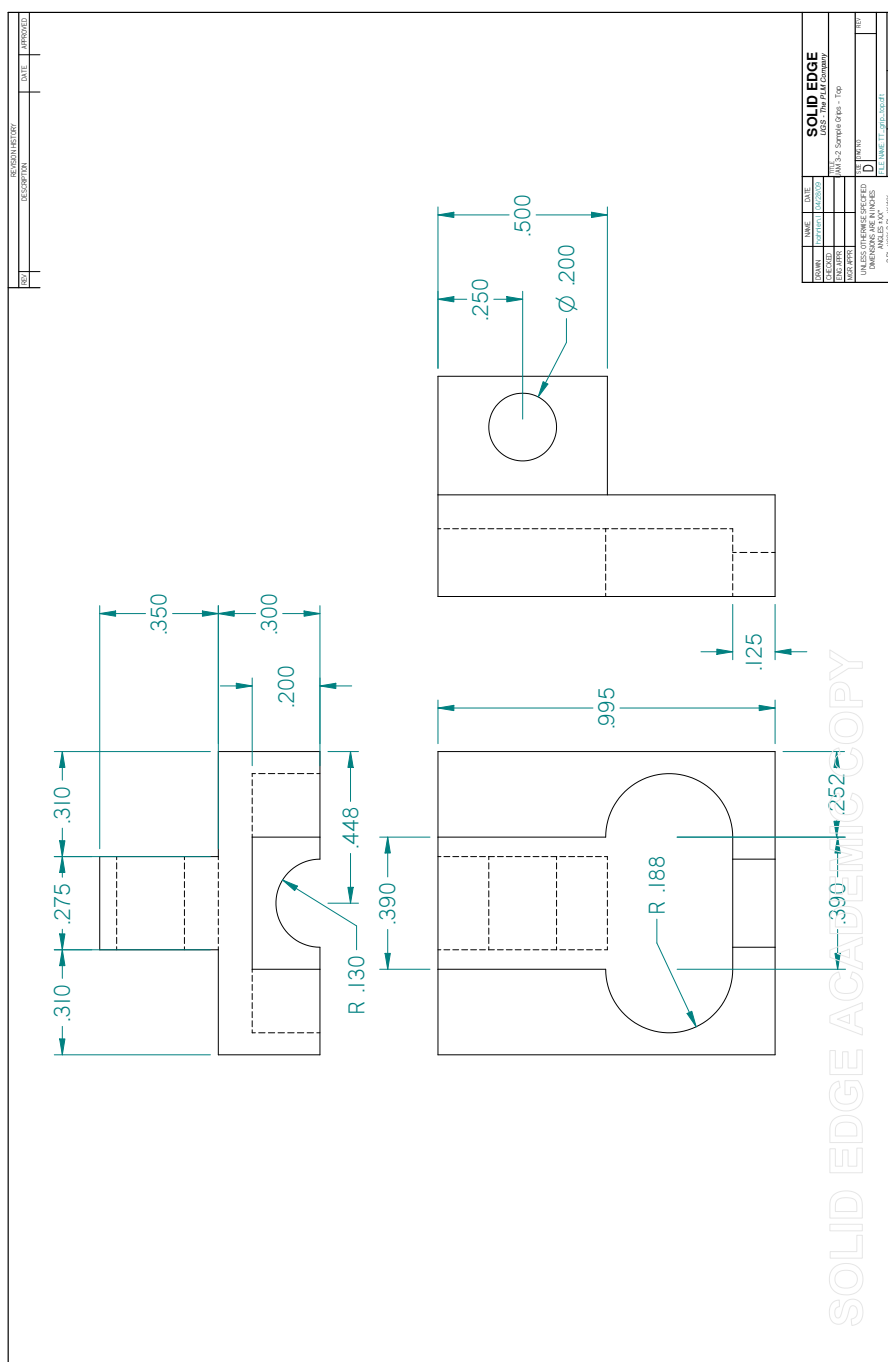 REVISION HISTORY
REV
DESCRIPTION
DATE
APPROVED
.310
.275
.310
.350
.300
.200
.448
R .130
.390
.995
R .188
.390
.252
.125
.250
.500
Ø .200
SOLID EDGE ACADEMIC COPY
NAME
DATE
DRAWN
04/28/09
CHECKED
ENG APPR
MGR APPR
UNLESS OTHERWISE SPECIFIED
DIMENSIONS ARE IN INCHES
SOLID EDGE
UGS - The PLM Company
TITLE
3-2 Sample Grips - Top
SIZE
DWG NO
REV
D